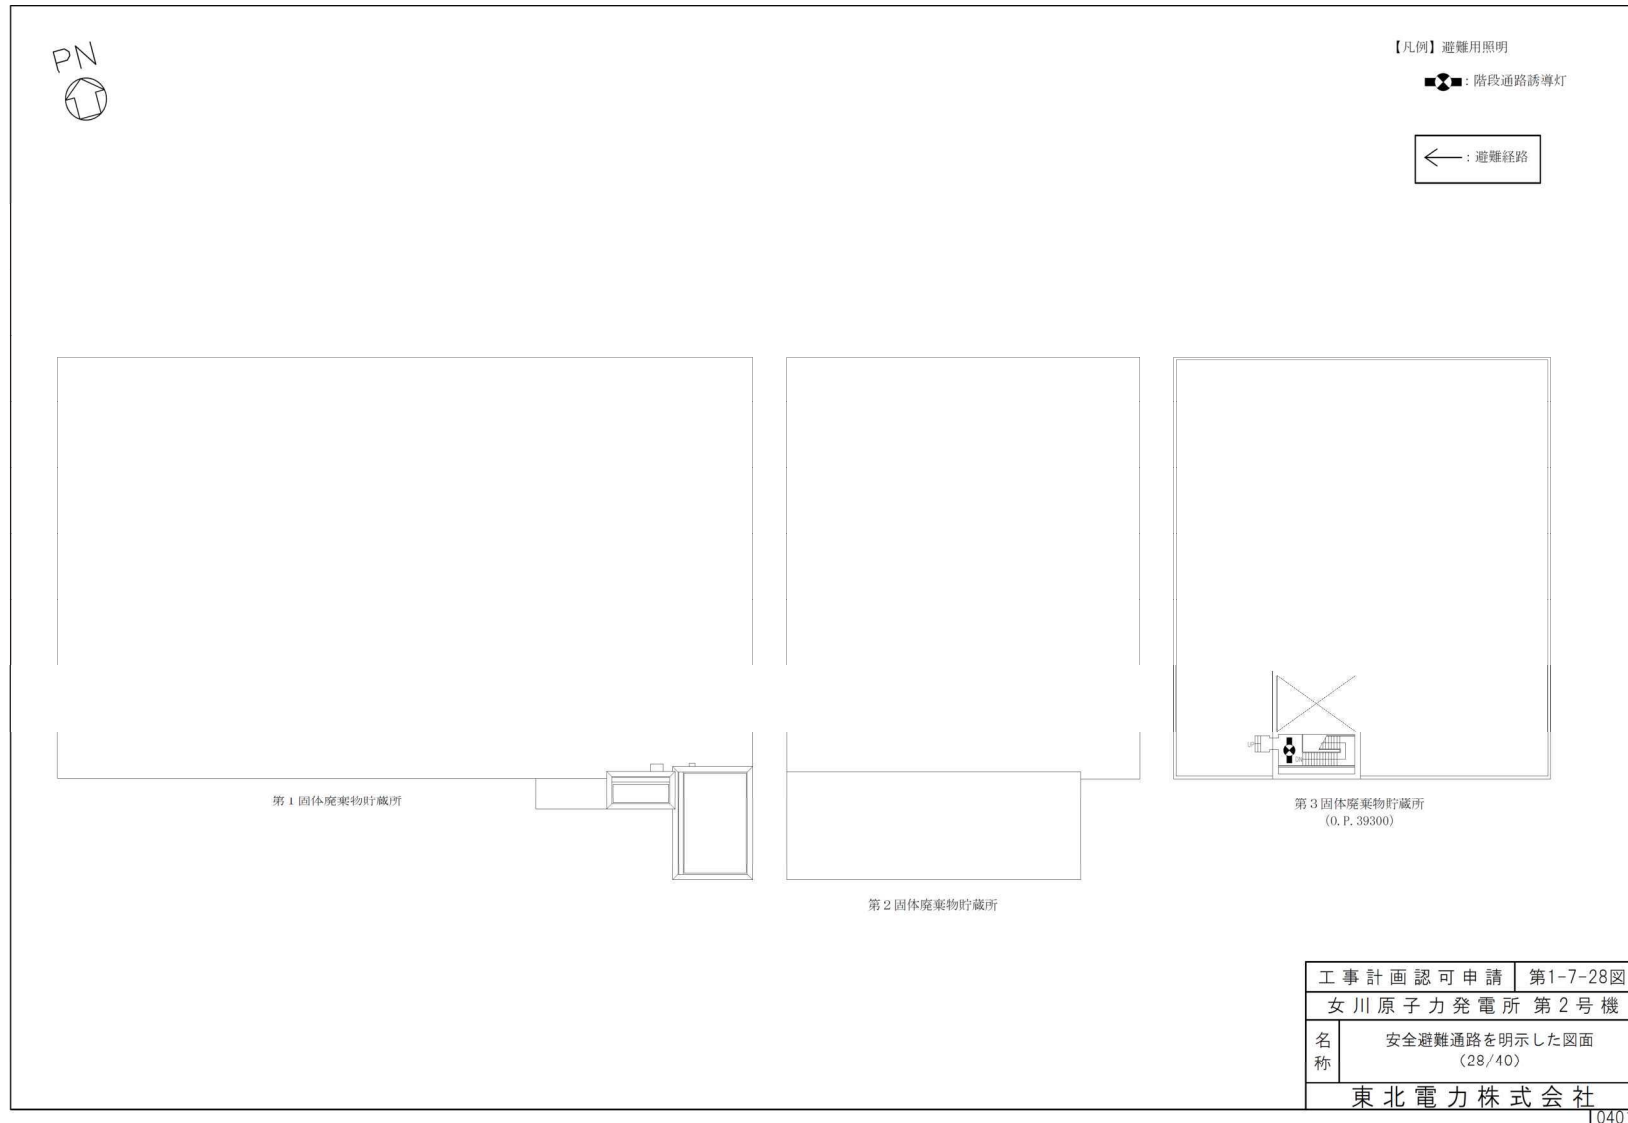 PN
【凡例】避難用照明
：階段通路誘導灯
：避難経路
UP
DN
第１固体廃棄物貯蔵所
第３固体廃棄物貯蔵所
(O.P.39300)
第２固体廃棄物貯蔵所
工事計画認可申請 第1-7-28図
女川原子力発電所 第2号機
名称 安全避難通路を明示した図面
(28/40)
東北電力株式会社